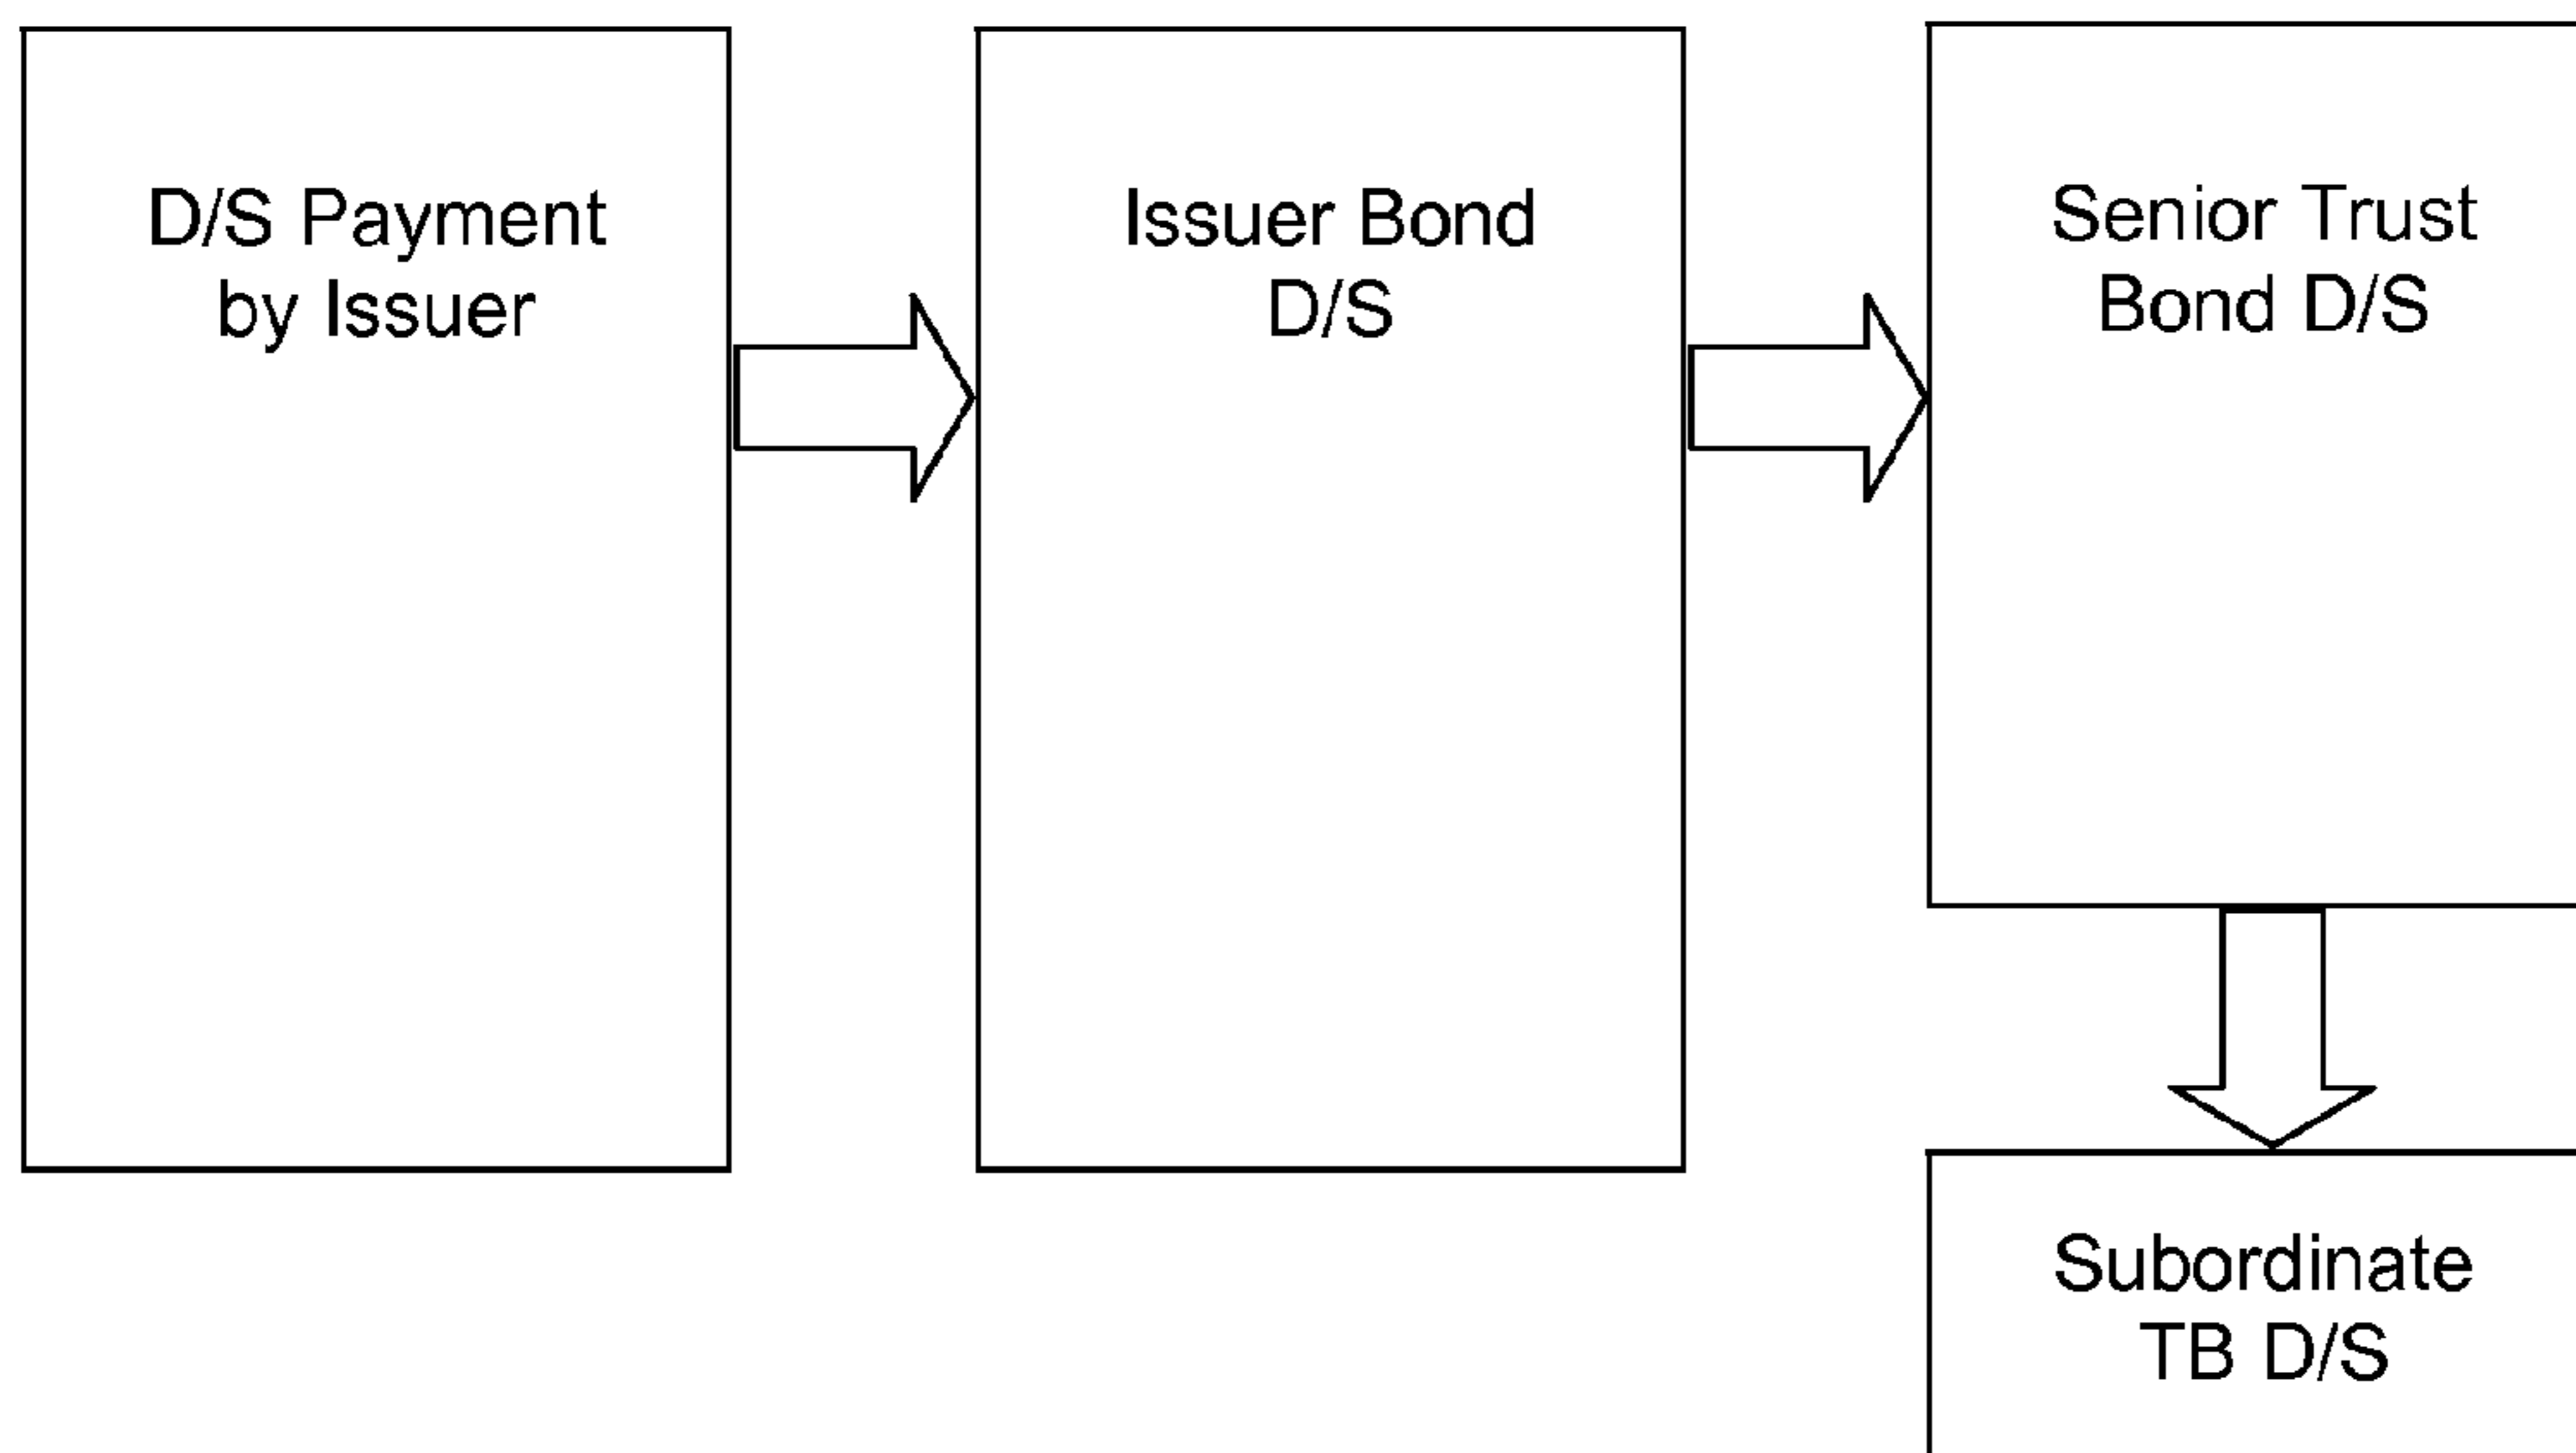 D/S Payment
by Issuer
Issuer Bond
D/S
Senior Trust
Bond D/S
Subordinate
TB D/S